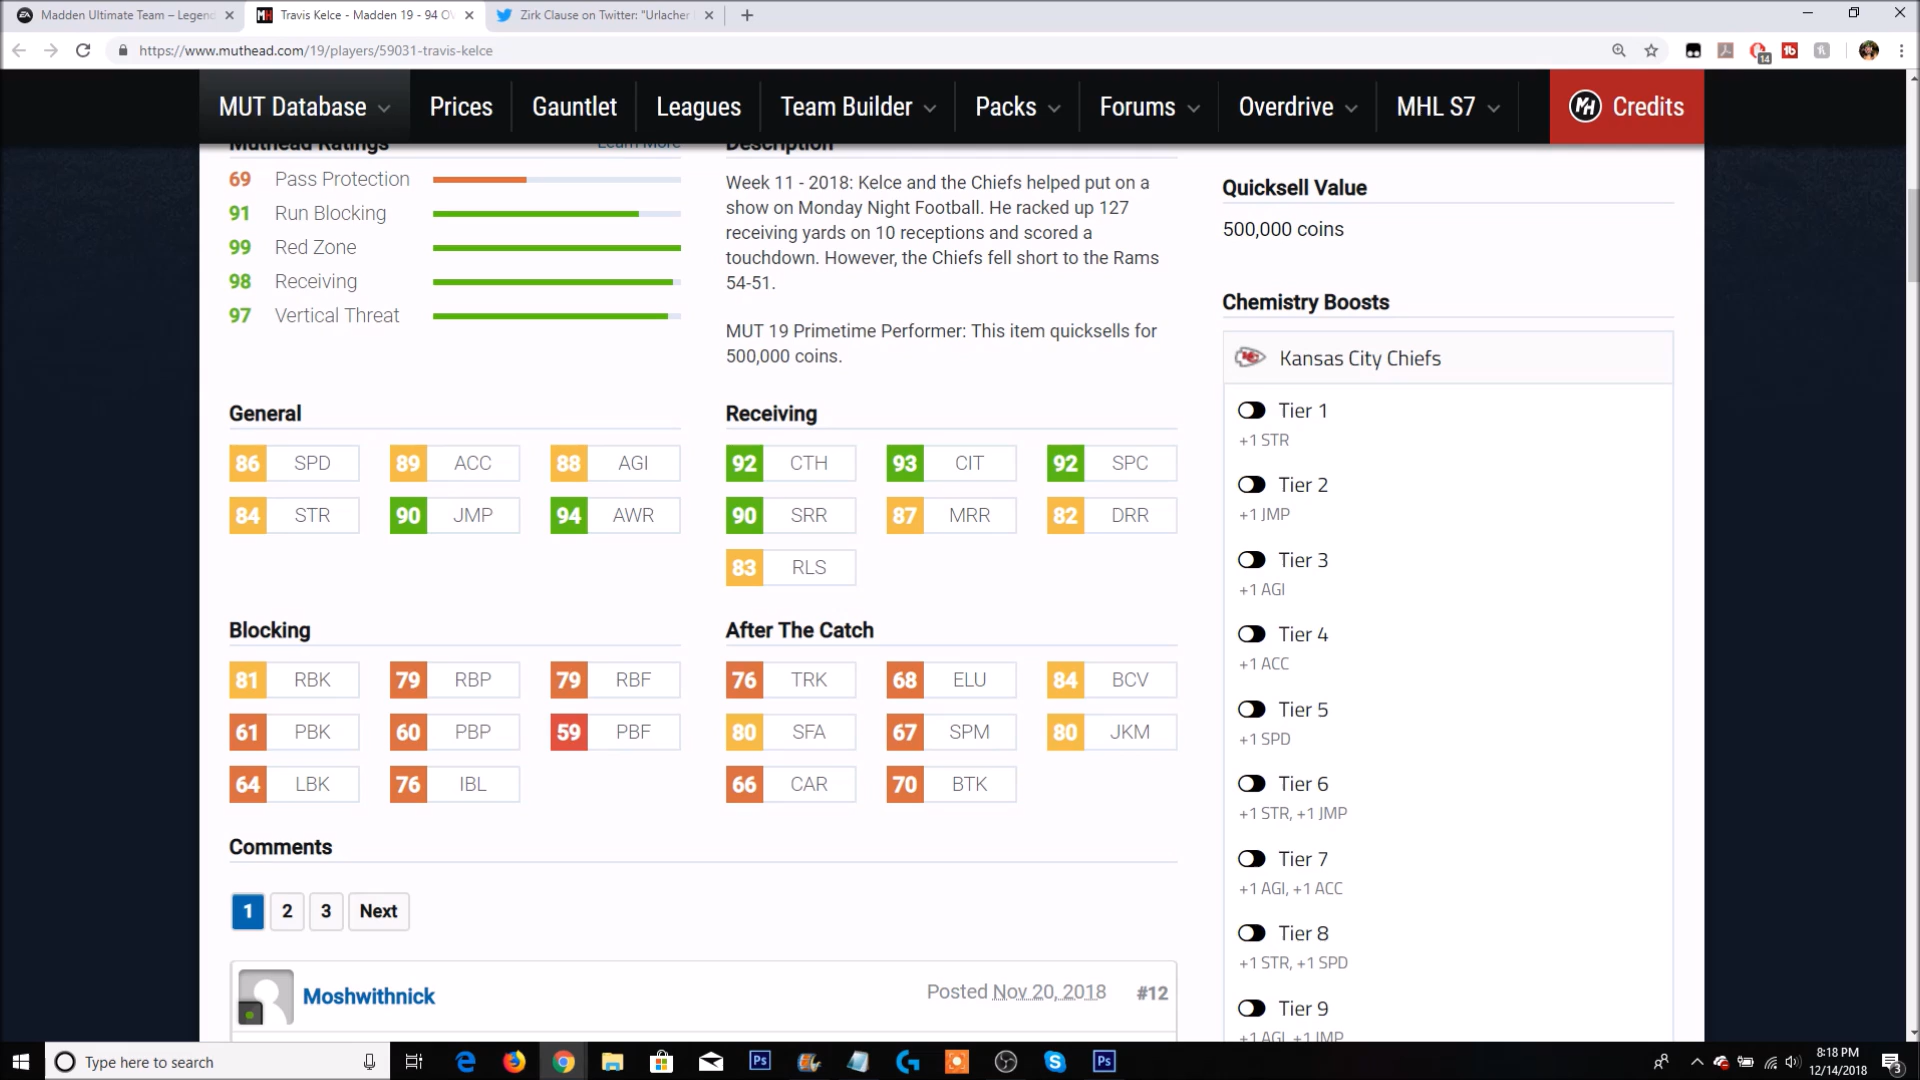 Madden Ultimate Team – Legend
Travis Kelce - Madden 19 - 94 O
Zirk Clause on Twitter: "Urlacher
https://www.muthead.com/19/players/59031-travis-kelce
14
MUT Database
Prices
Gauntlet
Leagues
Team Builder
Packs
Forums
Overdrive
MHL S7
Credits
Muthead Ratings
Learn More
69 Pass Protection
91 Run Blocking
99 Red Zone
98 Receiving
97 Vertical Threat
Description
Week 11 - 2018: Kelce and the Chiefs helped put on a
show on Monday Night Football. He racked up 127
receiving yards on 10 receptions and scored a
touchdown. However, the Chiefs fell short to the Rams
54-51.
MUT 19 Primetime Performer: This item quicksells for
500,000 coins.
General
86 SPD 89 ACC 88 AGI
84 STR 90 JMP 94 AWR
Receiving
92 CTH 93 CIT 92 SPC
90 SRR 87 MRR 82 DRR
83 RLS
Blocking
81 RBK 79 RBP 79 RBF
61 PBK 60 PBP 59 PBF
64 LBK 76 IBL
After The Catch
76 TRK 68 ELU 84 BCV
80 SFA 67 SPM 80 JKM
66 CAR 70 BTK
Comments
1 2 3 Next
Moshwithnick
Posted Nov 20, 2018 #12
Quicksell Value
500,000 coins
Chemistry Boosts
Kansas City Chiefs
Tier 1
+1 STR
Tier 2
+1 JMP
Tier 3
+1 AGI
Tier 4
+1 ACC
Tier 5
+1 SPD
Tier 6
+1 STR, +1 JMP
Tier 7
+1 AGI, +1 ACC
Tier 8
+1 STR, +1 SPD
Tier 9
+1 AGI, +1 JMP
Type here to search
8:18 PM
12/14/2018
3